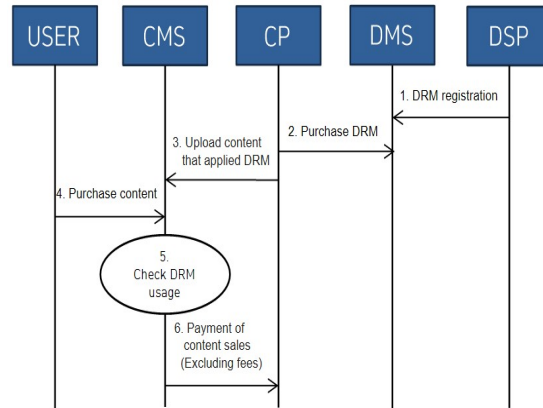 USER
CMS
CP
DMS
DSP
1. DRM registration
2. Purchase DRM
3. Upload content
that applied DRM
4. Purchase content
5.
Check DRM
usage
6. Payment of
content sales
(Excluding fees)